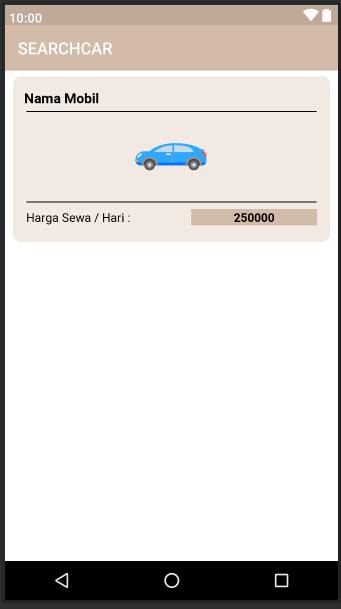 10:00
SEARCHCAR
Nama Mobil
Harga Sewa / Hari :
250000